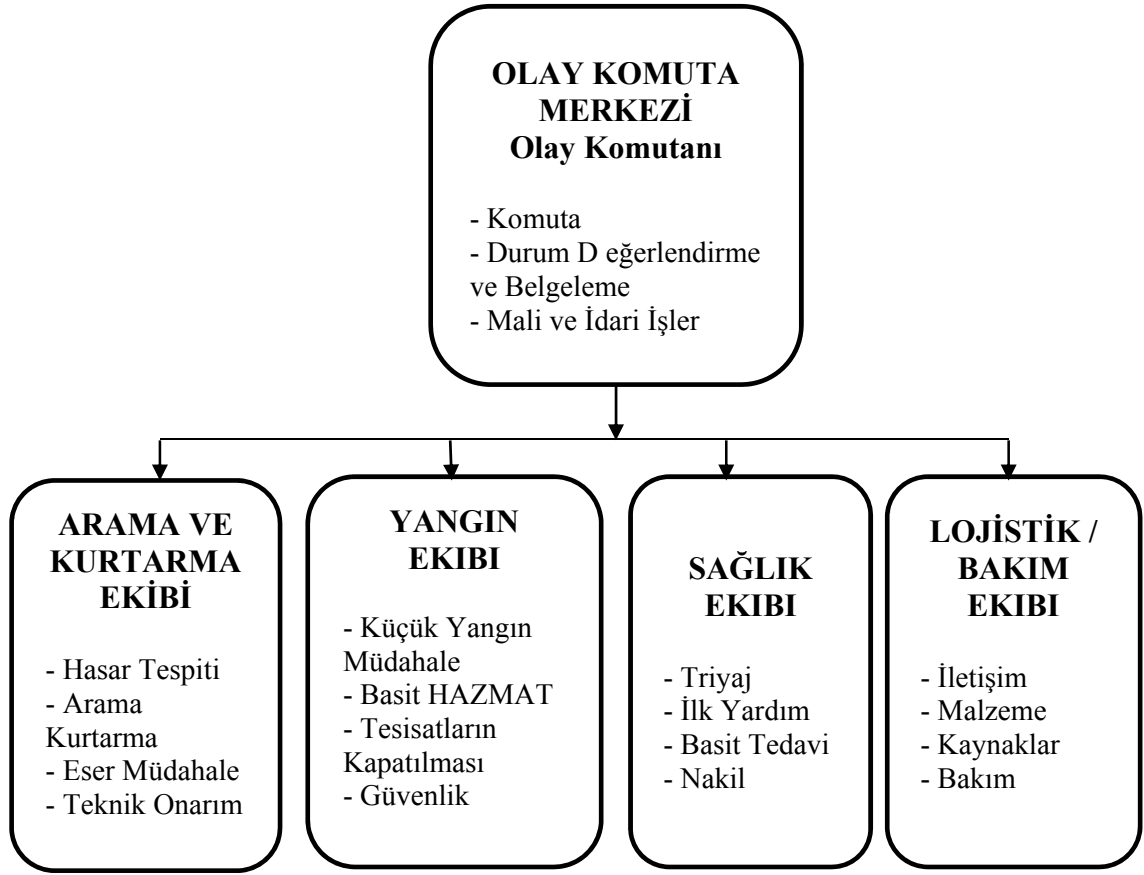 OLAY KOMUTA
MERKEZİ
Olay Komutanı
- Komuta
- Durum D eğerlendirme
ve Belgeleme
- Mali ve İdari İşler
ARAMA VE
KURTARMA
EKİBİ
- Hasar Tespiti
- Arama
Kurtarma
- Eser Müdahale
- Teknik Onarım
YANGIN
EKIBI
- Küçük Yangın
Müdahale
- Basit HAZMAT
- Tesisatların
Kapatılması
- Güvenlik
SAĞLIK
EKIBI
- Triyaj
- İlk Yardım
- Basit Tedavi
- Nakil
LOJİSTİK /
BAKIM
EKIBI
- İletişim
- Malzeme
- Kaynaklar
- Bakım